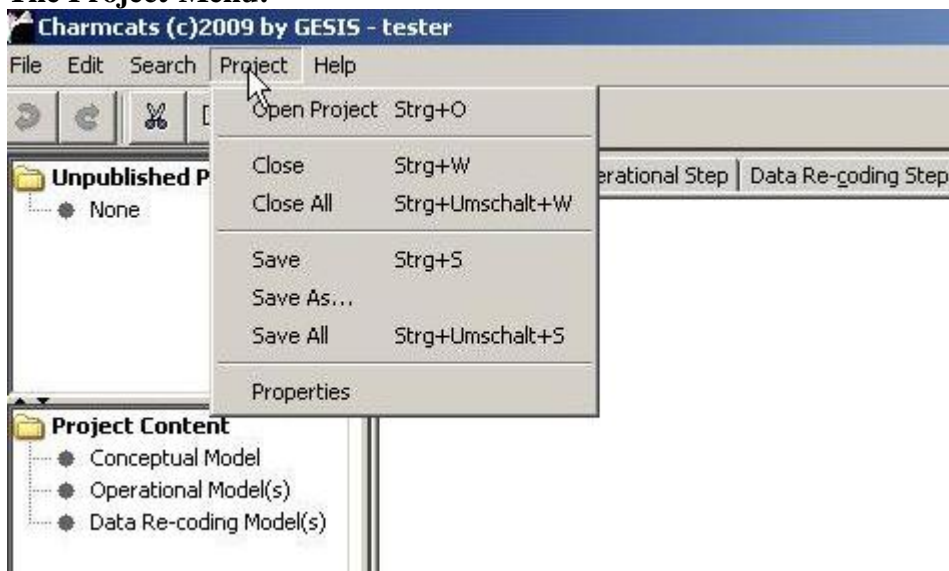 The Project Menu:
Charmcats (c)2009 by GESIS - tester
File Edit Search Project Help
Open Project Strg+O
Close Strg+W
Close All Strg+Umschalt+W
Save Strg+S
Save As...
Save All Strg+Umschalt+S
Properties
Unpublished P
None
erational Step
Data Re-coding Step
Project Content
Conceptual Model
Operational Model(s)
Data Re-coding Model(s)